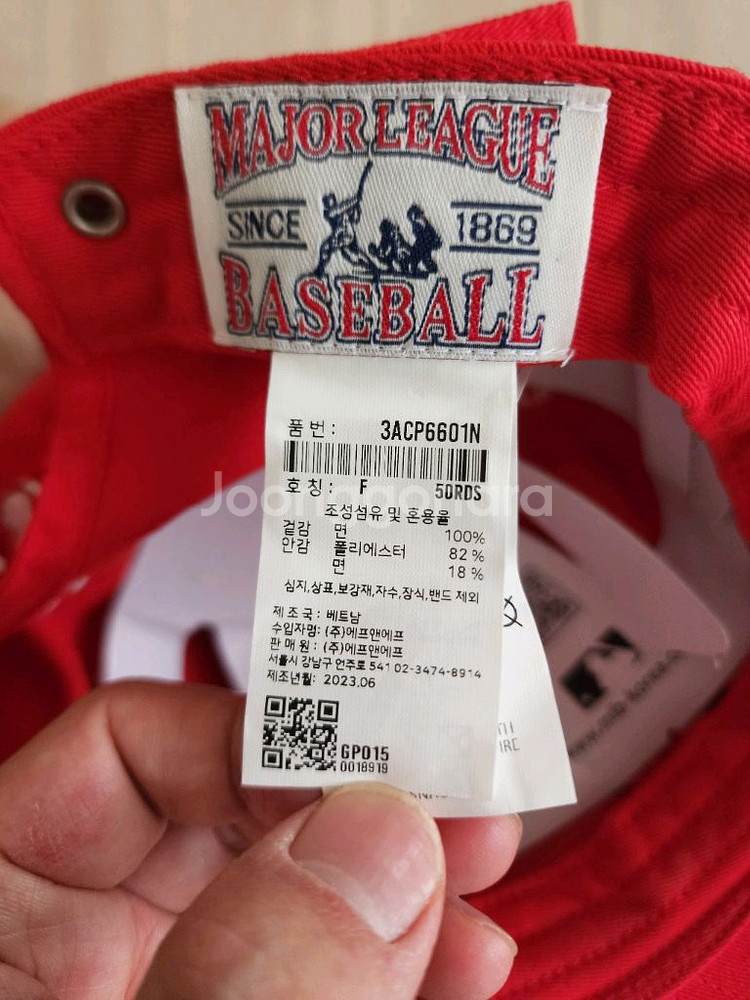 MAJOR LEAGUE
SINCE 1869
BASEBALL
품 번 : 3ACP6601N
호 칭 : F 50RDS
Joonggonara
조성섬유 및 혼용율
겉감 면 100%
안감 폴리에스터 82 %
면 18 %
심지,상표,보강재,자수,장식,밴드 제외
제 조 국 : 베트남
수입자명 : (주)에프앤에프
판 매 원 : (주)에프앤에프
서울시 강남구 언주로 541 02-3474-8914
제조년월 : 2023.06
GP015
0018919